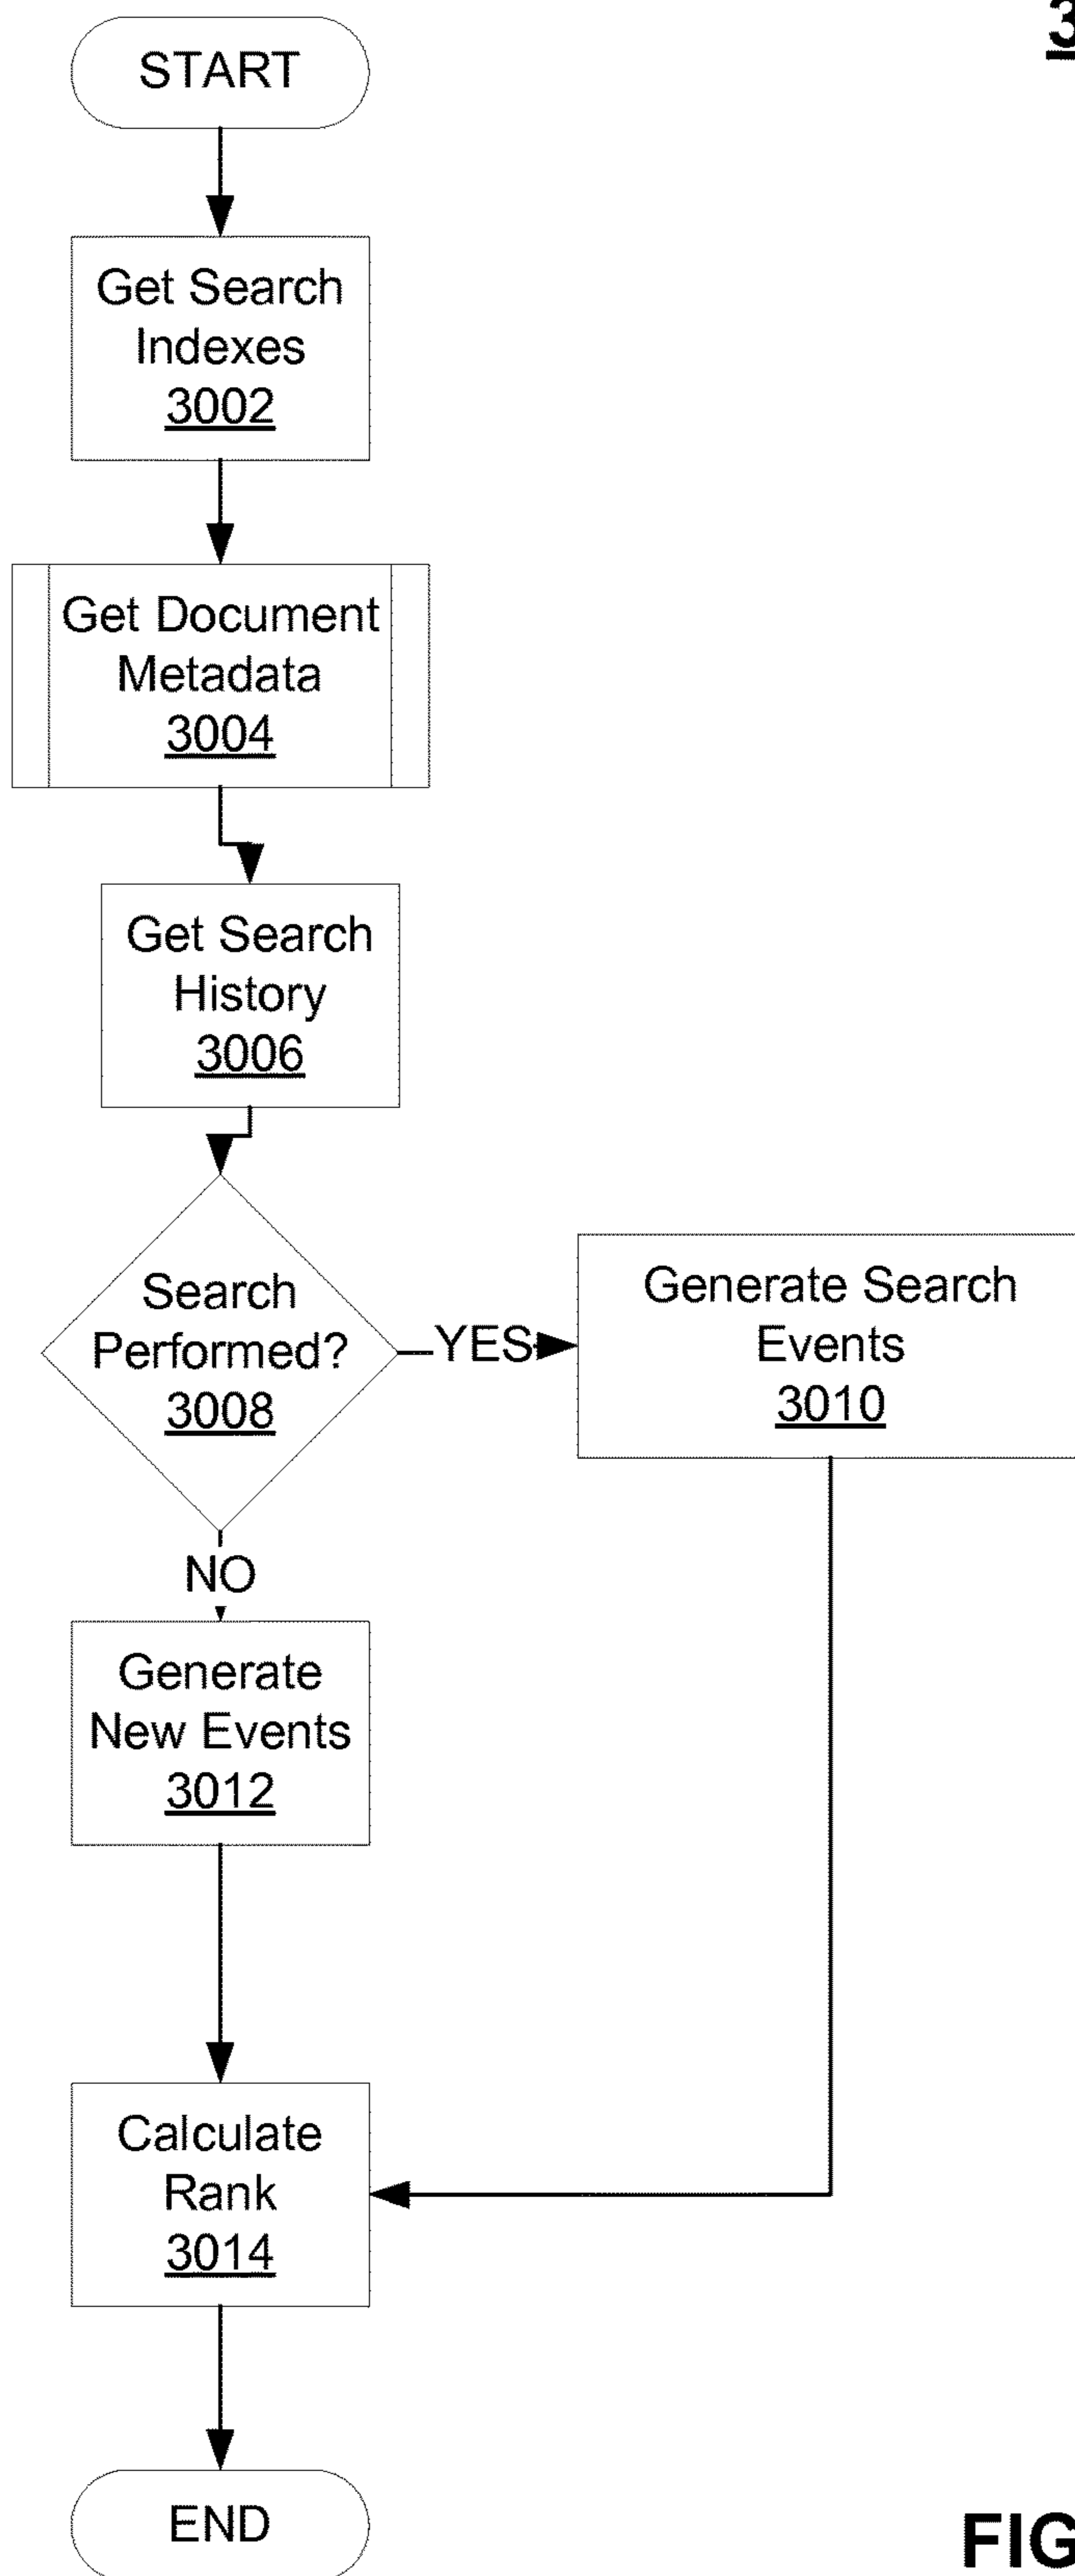 3
START
Get Search
Indexes
3002
Get Document
Metadata
3004
Get Search
History
3006
Search
Performed?
3008
YES
Generate Search
Events
3010
NO
Generate
New Events
3012
Calculate
Rank
3014
END
FIG